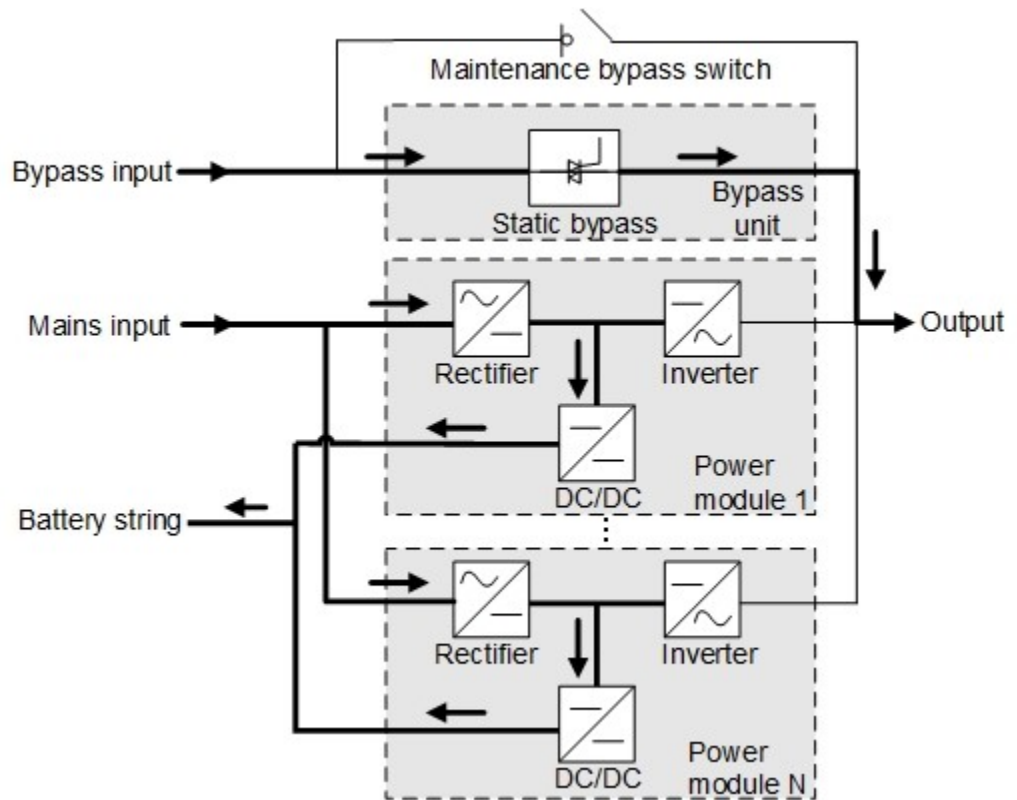 Maintenance bypass switch
Bypass input
Bypass
unit
Static bypass
Mains input
Output
Rectifier
Inverter
Power
module 1
DC/DC
Battery string
Rectifier
Inverter
Power
module N
DC/DC